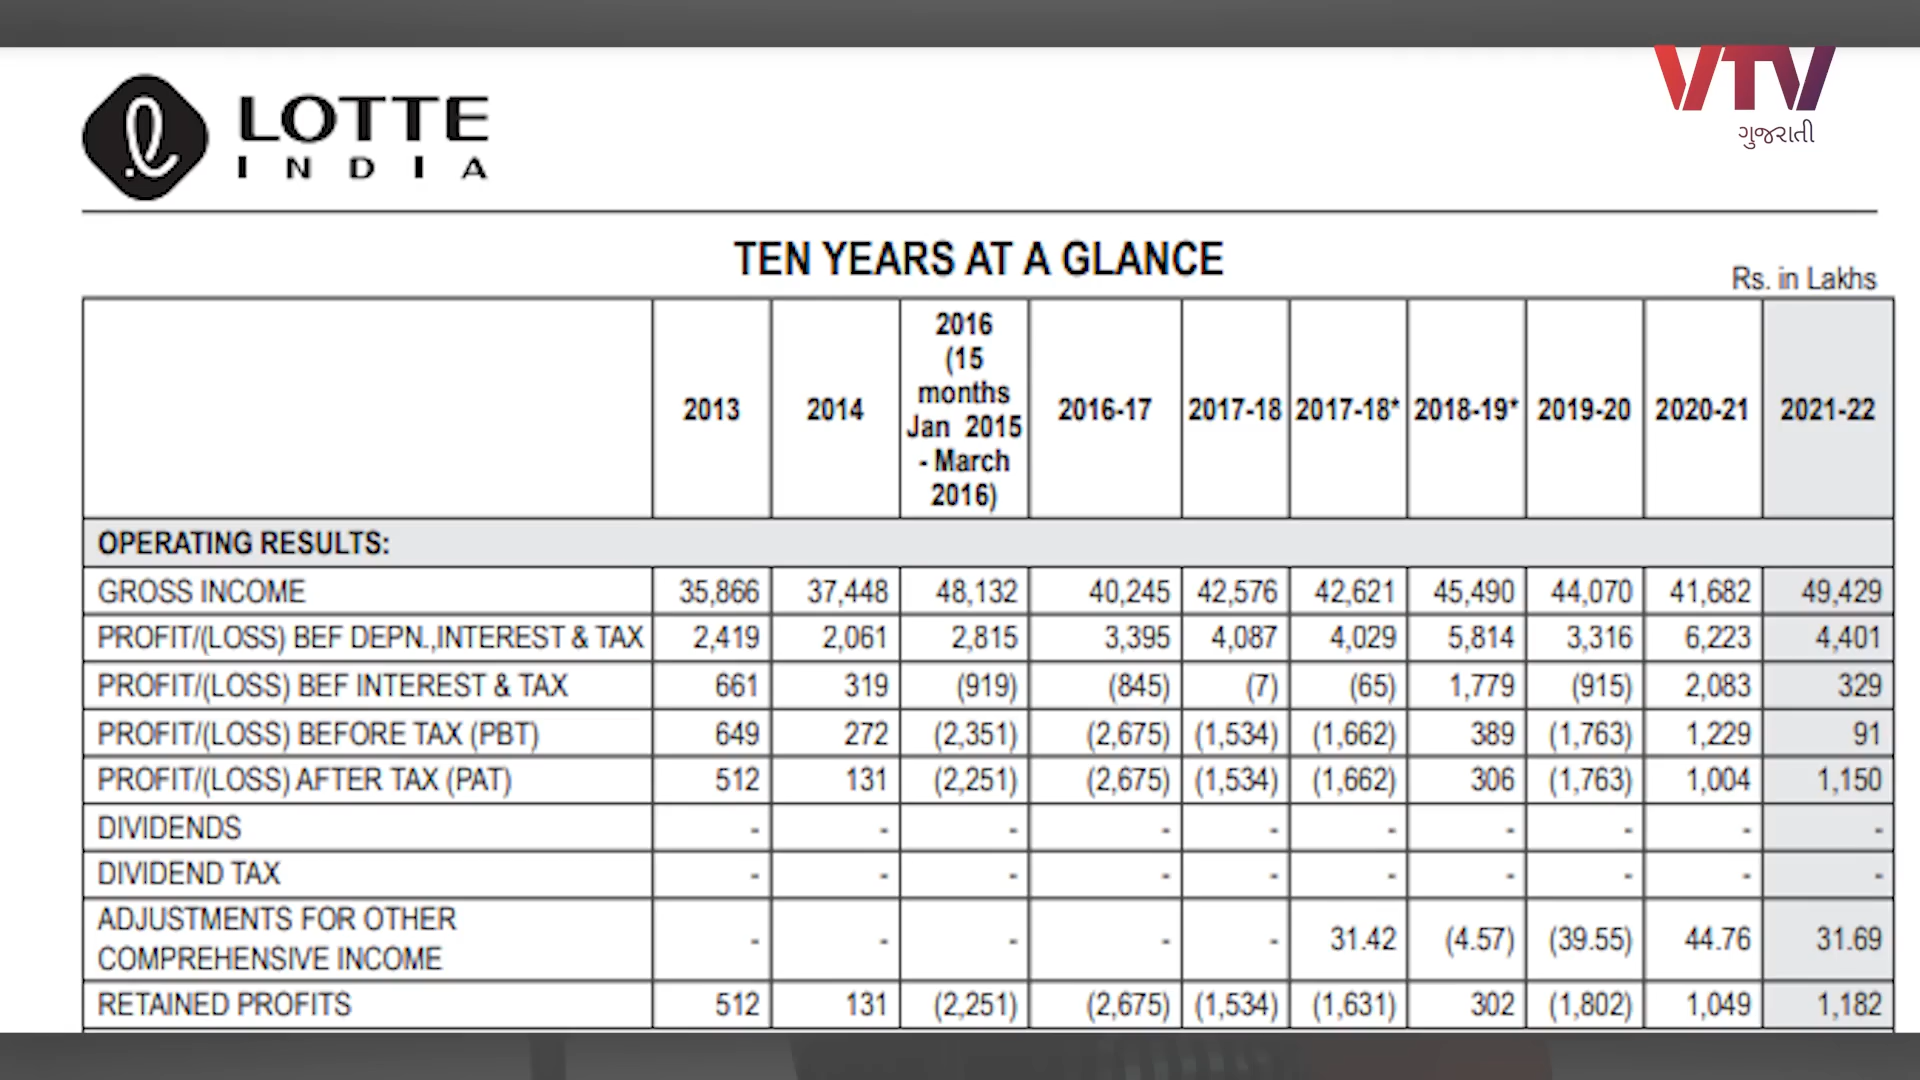 VTV
ગુજરાતી
LOTTE
INDIA
TEN YEARS AT A GLANCE
Rs. in Lakhs
2013 2014 2016 (15 months Jan 2015 - March 2016) 2016-17 2017-18 2017-18* 2018-19* 2019-20 2020-21 2021-22
OPERATING RESULTS:
GROSS INCOME 35,866 37,448 48,132 40,245 42,576 42,621 45,490 44,070 41,682 49,429
PROFIT/(LOSS) BEF DEPN.,INTEREST & TAX 2,419 2,061 2,815 3,395 4,087 4,029 5,814 3,316 6,223 4,401
PROFIT/(LOSS) BEF INTEREST & TAX 661 319 (919) (845) (7) (65) 1,779 (915) 2,083 329
PROFIT/(LOSS) BEFORE TAX (PBT) 649 272 (2,351) (2,675) (1,534) (1,662) 389 (1,763) 1,229 91
PROFIT/(LOSS) AFTER TAX (PAT) 512 131 (2,251) (2,675) (1,534) (1,662) 306 (1,763) 1,004 1,150
DIVIDENDS - - - - - - - - - -
DIVIDEND TAX - - - - - - - - - -
ADJUSTMENTS FOR OTHER
COMPREHENSIVE INCOME - - - - - 31.42 (4.57) (39.55) 44.76 31.69
RETAINED PROFITS 512 131 (2,251) (2,675) (1,534) (1,631) 302 (1,802) 1,049 1,182